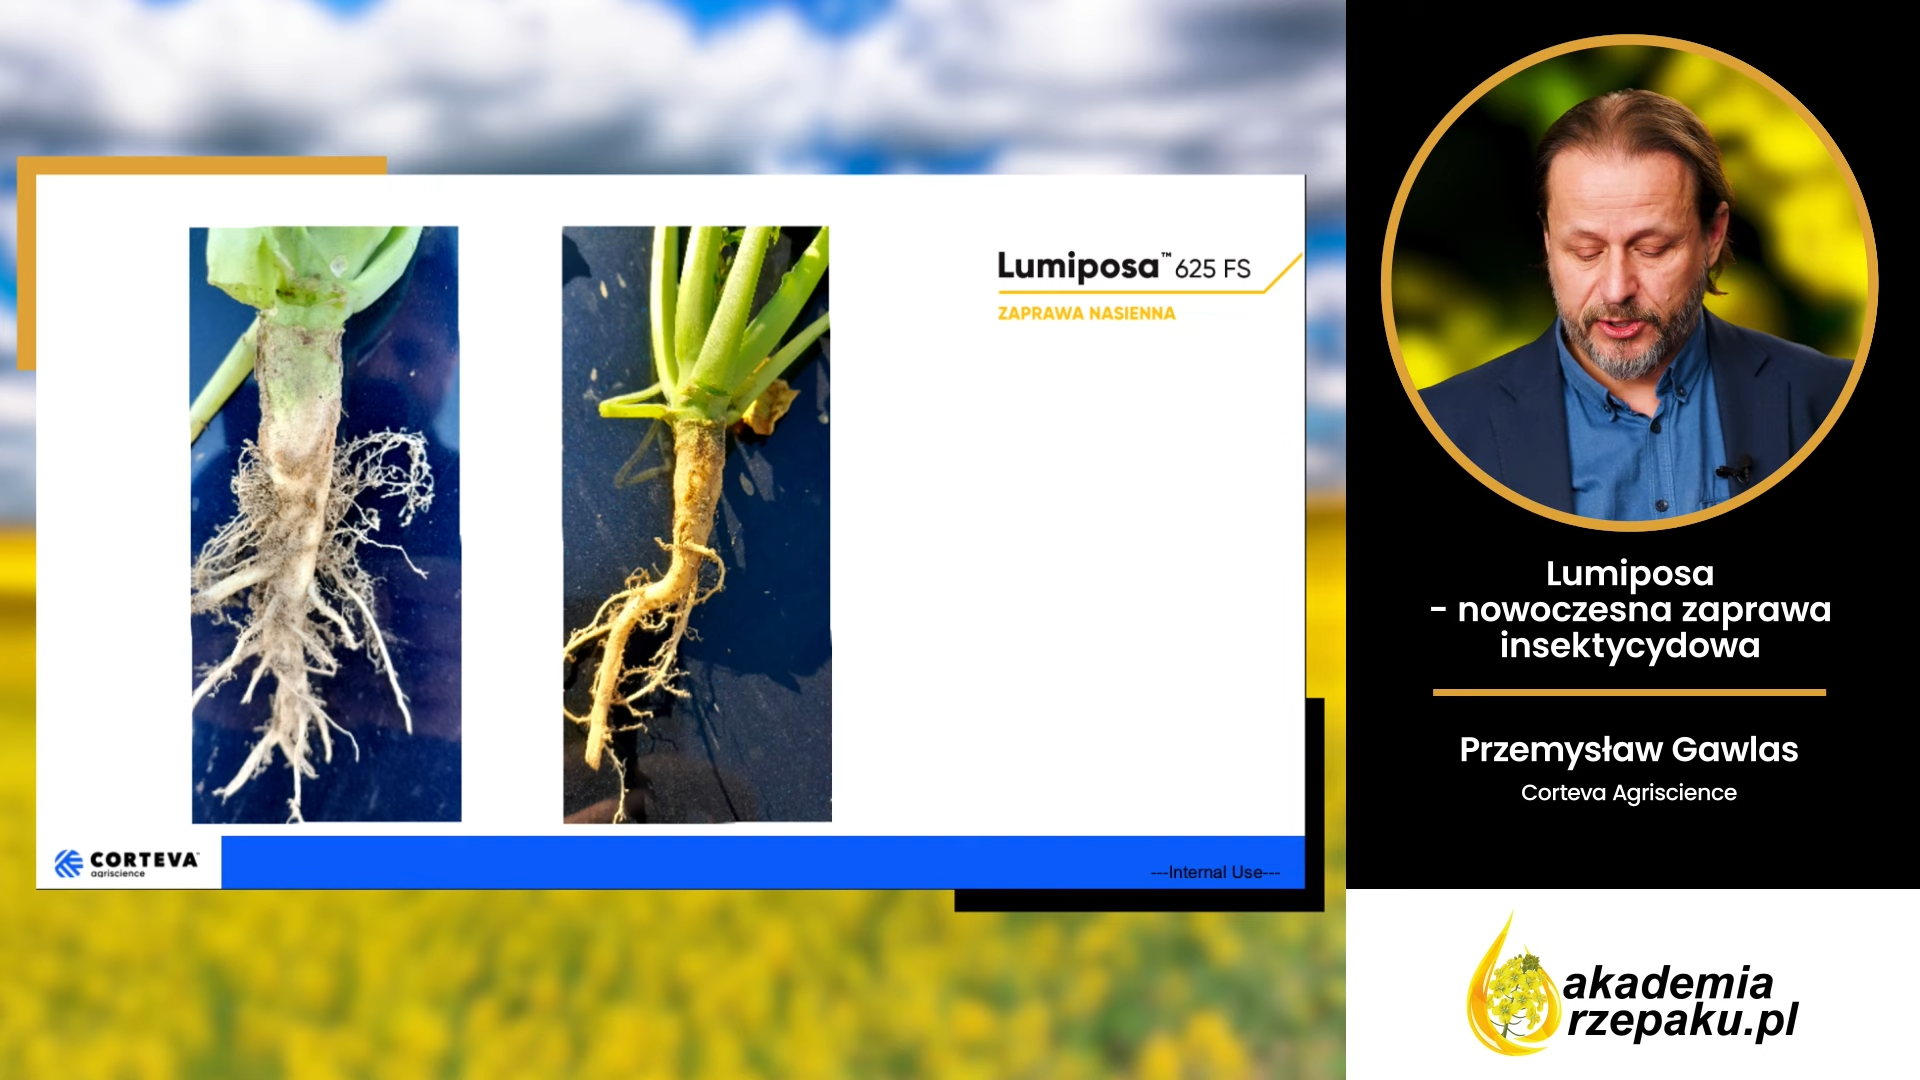 Lumiposa™ 625 FS
ZAPRAWA NASIENNA
CORTEVA™
agriscience
---Internal Use---
Lumiposa
- nowoczesna zaprawa
insektycydowa
Przemysław Gawlas
Corteva Agriscience
akademia
rzepaku.pl